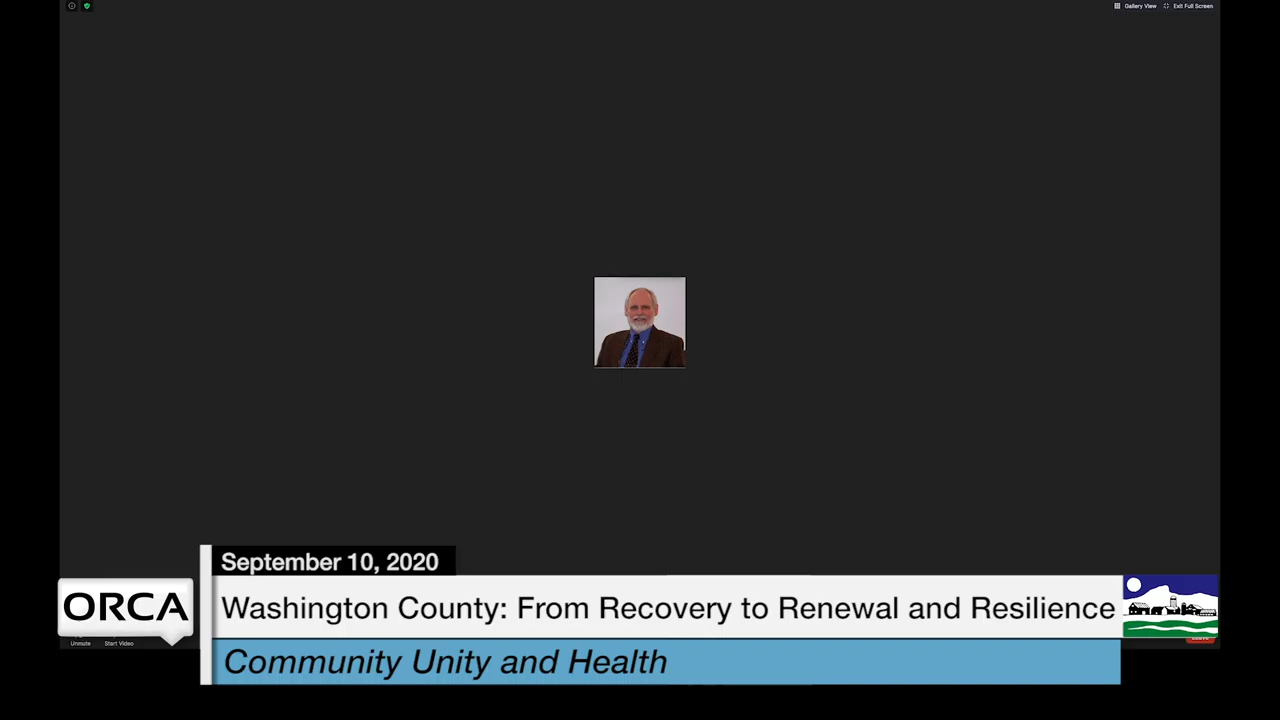 Gallery View Exit Full Screen
September 10, 2020
ORCA
Washington County: From Recovery to Renewal and Resilience
Unmute Start Video
Community Unity and Health